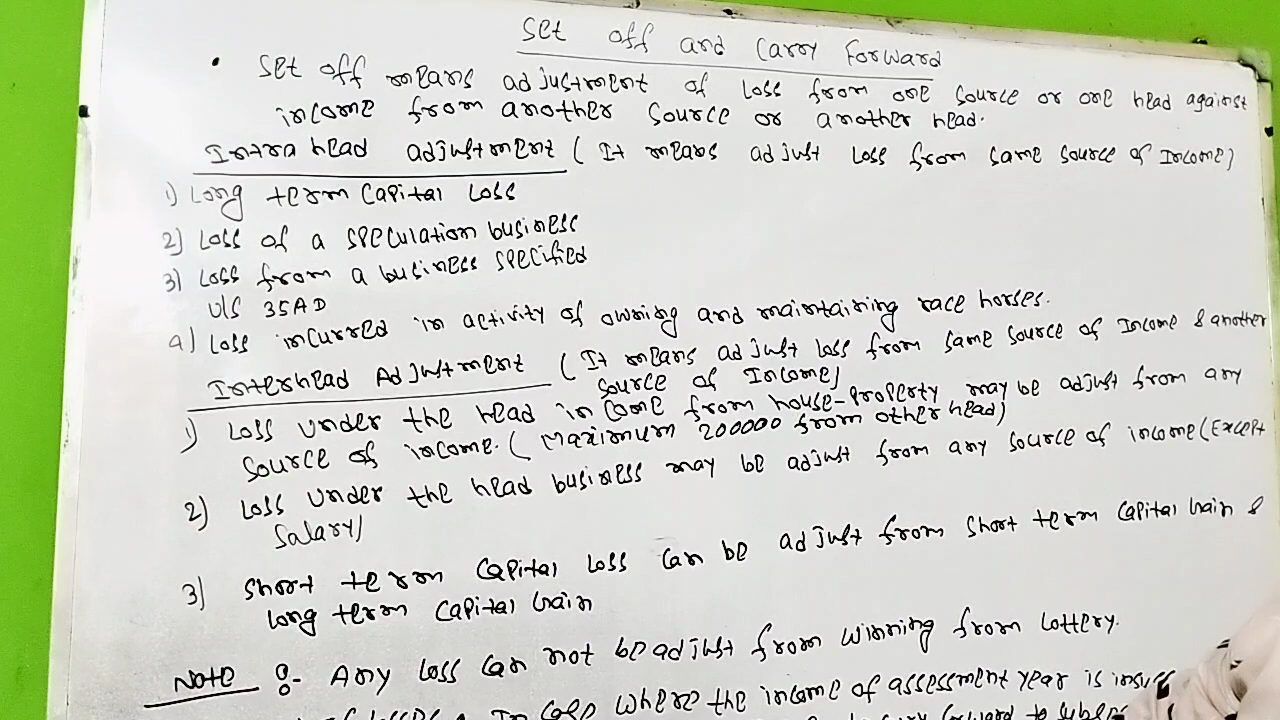 Set off and Carry Forward
• Set off means adjustment of Loss from one source or one head against
income from another source or another head.
Intra head adjustment ( It means adjust Loss from same source of Income)
1) Long term Capital Loss
2) Loss of a speculation business
3) Loss from a business specified
U/S 35AD
a) Loss incurred in activity of owning and maintairing race horses.
Interhead Adjustment ( It means adjust loss from same source of Income & another
source of Income)
1) Loss under the head income from house-property may be adjust from any
source of income. ( Maximum 200000 from other head)
2) Loss under the head business may be adjust from any source of income (Except
Salary)
3) Short term Capital Loss can be adjust from short term capital Gain &
long term capital Gain
Note :- Any Loss can not be adjust from winning from Lottery.
In case where the income of assessment year is
forward to